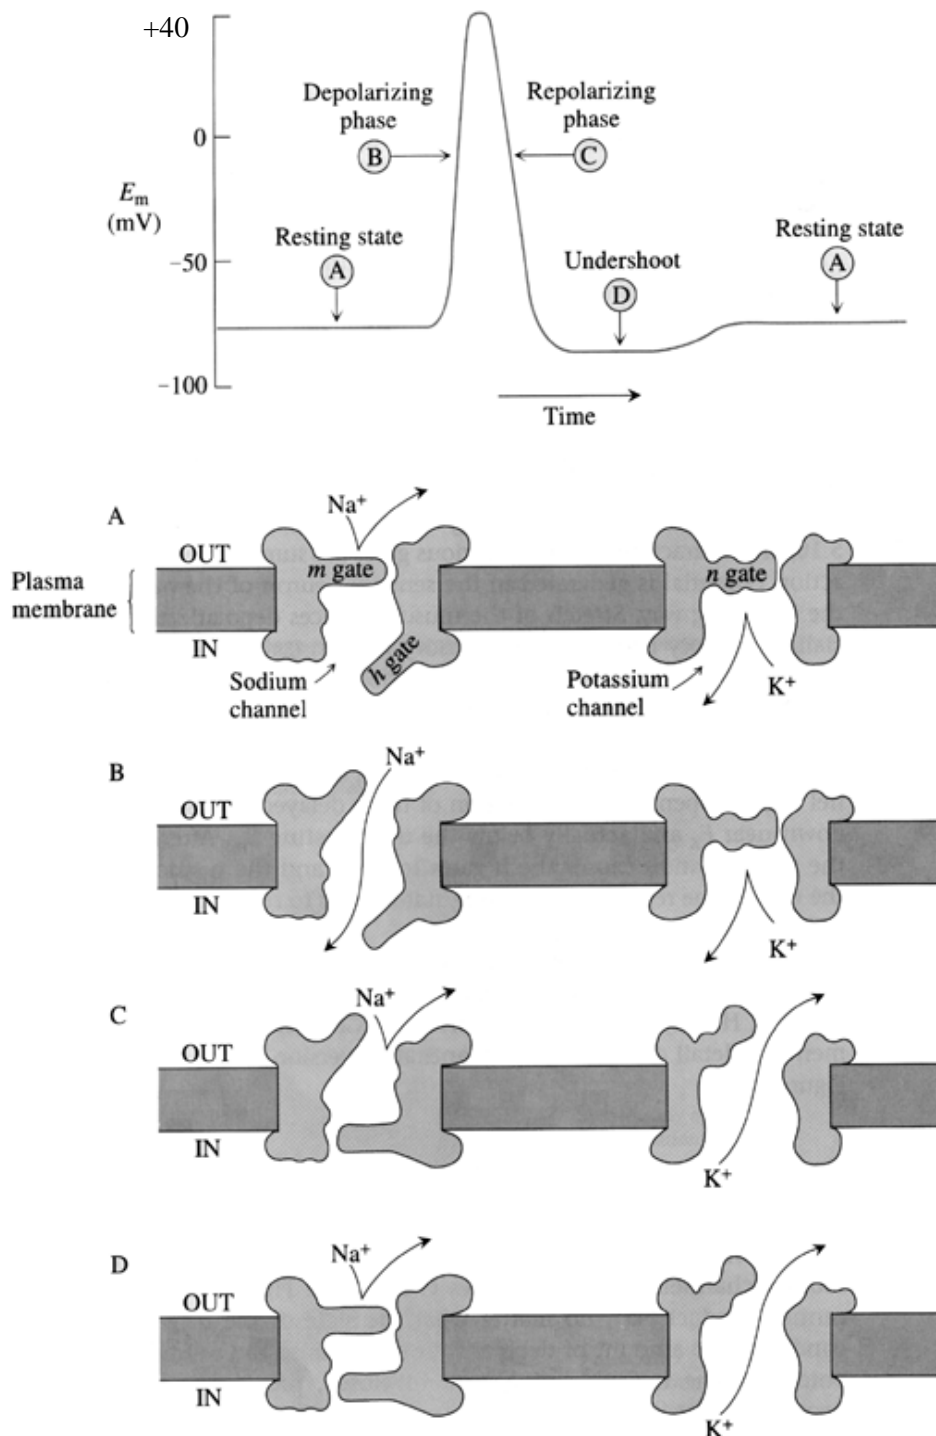 +40
Depolarizing
phase
B
Repolarizing
phase
C
0
Em
(mV)
Resting state
A
−50
Undershoot
D
Resting state
A
−100
Time
A
Na+
OUT
m gate
n gate
Plasma
membrane
IN
h gate
Sodium
channel
Potassium
channel
K+
B
Na+
OUT
IN
K+
C
Na+
OUT
IN
K+
D
Na+
OUT
IN
K+